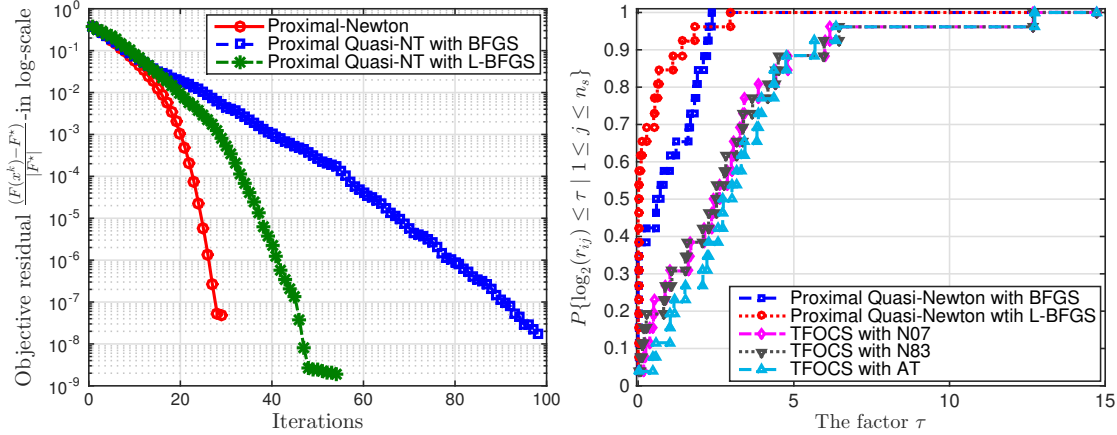 Objective residual (F(x^k)−F^*)/|F^*| -in log-scale
10^0
10^-1
10^-2
10^-3
10^-4
10^-5
10^-6
10^-7
10^-8
10^-9
0 20 40 60 80 100
Iterations
Proximal-Newton
Proximal Quasi-NT with BFGS
Proximal Quasi-NT with L-BFGS
P{log_2(r_ij) ≤ τ | 1 ≤ j ≤ n_s}
1
0.9
0.8
0.7
0.6
0.5
0.4
0.3
0.2
0.1
0
0 5 10 15
The factor τ
Proximal Quasi-Newton with BFGS
Proximal Quasi-Newton with L-BFGS
TFOCS with N07
TFOCS with N83
TFOCS with AT